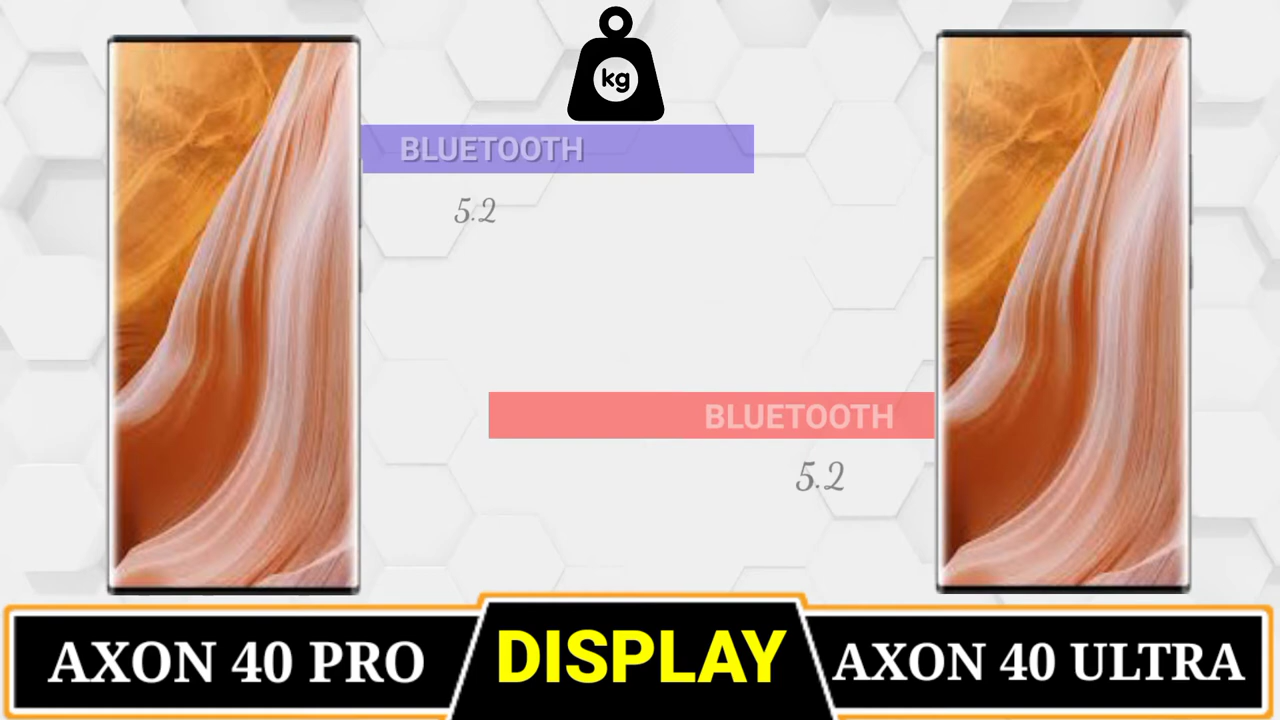 kg
BLUETOOTH
5.2
BLUETOOTH
5.2
AXON 40 PRO
DISPLAY
AXON 40 ULTRA